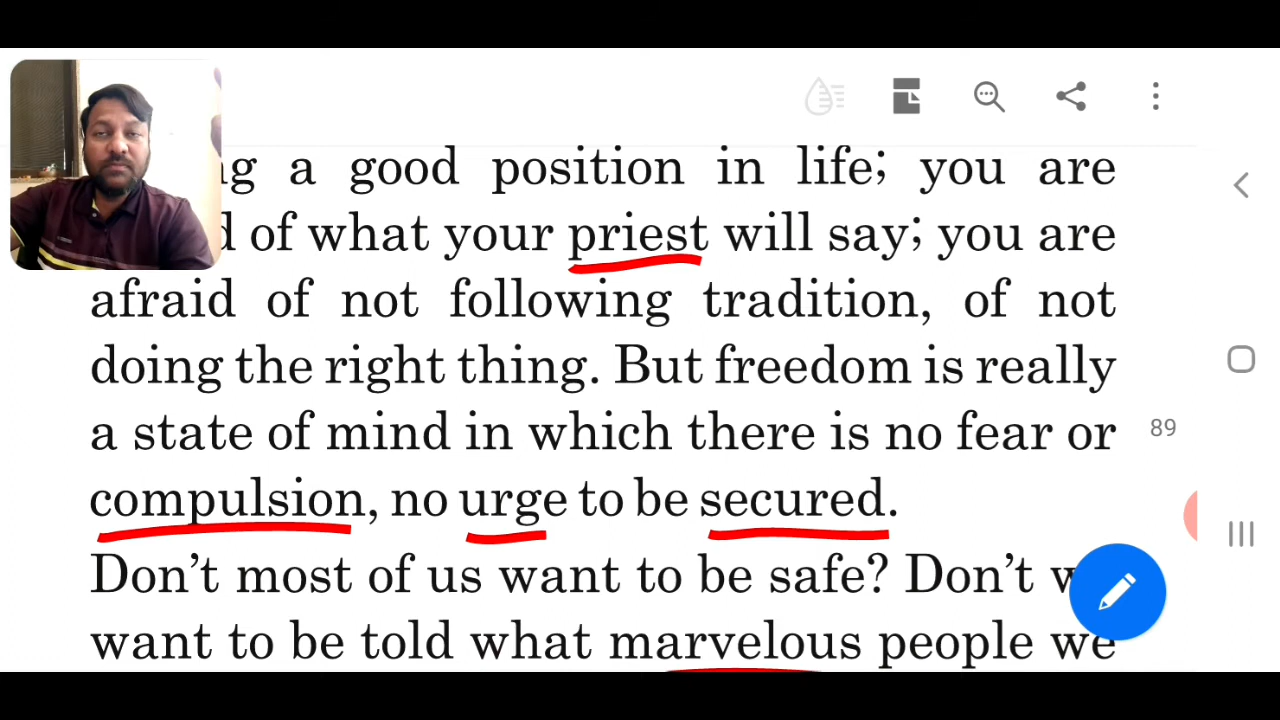 a good position in life; you are
of what your priest will say; you are
afraid of not following tradition, of not
doing the right thing. But freedom is really
a state of mind in which there is no fear or
89
compulsion, no urge to be secured.
Don’t most of us want to be safe? Don’t
want to be told what marvelous people we